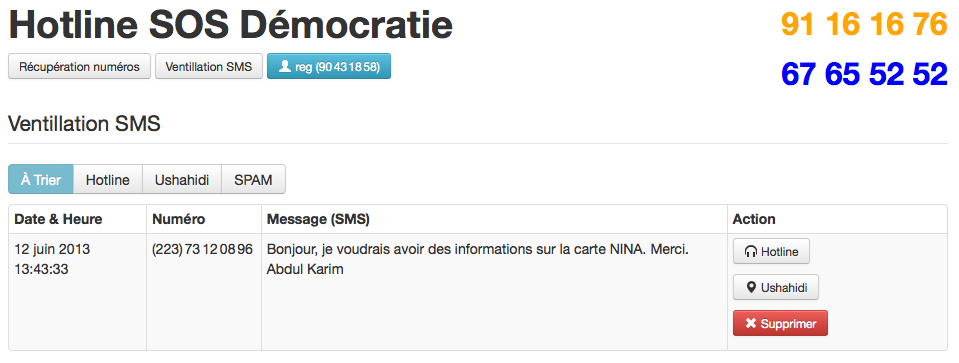 Hotline SOS Démocratie
91 16 16 76
67 65 52 52
Récupération numéros Ventillation SMS reg (90 43 18 58)
Ventillation SMS
À Trier Hotline Ushahidi SPAM
Date & Heure Numéro Message (SMS) Action
12 juin 2013
13:43:33
(223) 73 12 08 96
Bonjour, je voudrais avoir des informations sur la carte NINA. Merci.
Abdul Karim
Hotline
Ushahidi
Supprimer